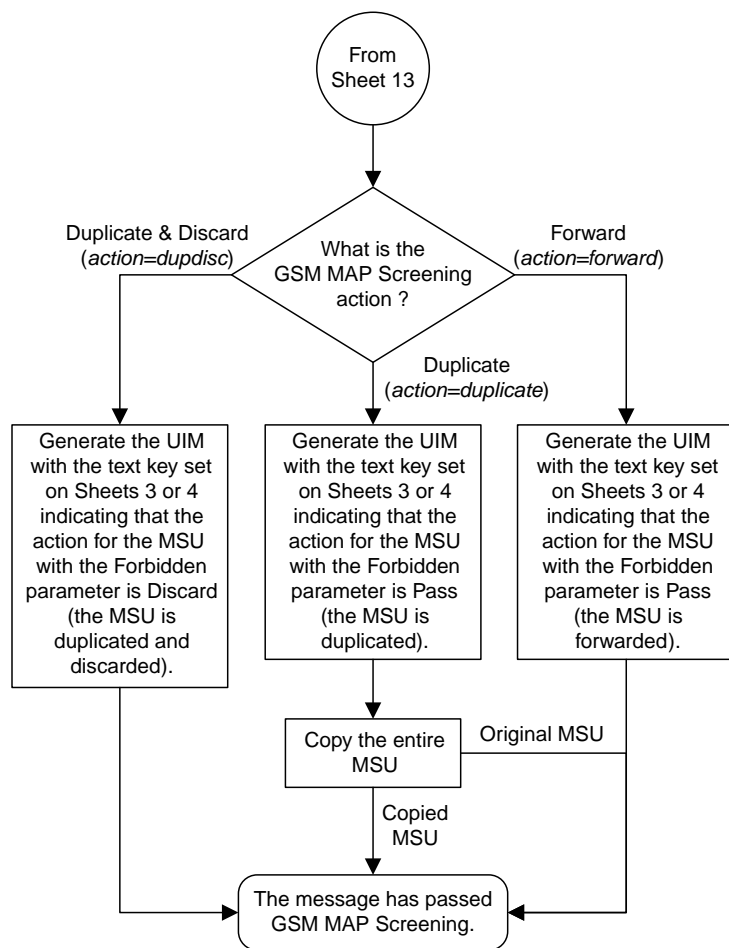 From
Sheet 13
Duplicate & Discard
(action=dupdisc)
What is the
GSM MAP Screening
action ?
Forward
(action=forward)
Duplicate
(action=duplicate)
Generate the UIM
with the text key set
on Sheets 3 or 4
indicating that the
action for the MSU
with the Forbidden
parameter is Discard
(the MSU is
duplicated and
discarded).
Generate the UIM
with the text key set
on Sheets 3 or 4
indicating that the
action for the MSU
with the Forbidden
parameter is Pass
(the MSU is
duplicated).
Generate the UIM
with the text key set
on Sheets 3 or 4
indicating that the
action for the MSU
with the Forbidden
parameter is Pass
(the MSU is
forwarded).
Copy the entire
MSU
Original MSU
Copied
MSU
The message has passed
GSM MAP Screening.